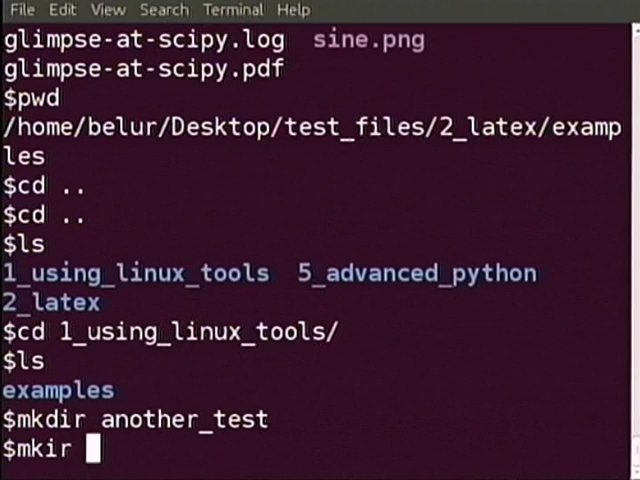 File Edit View Search Terminal Help
glimpse-at-scipy.log sine.png
glimpse-at-scipy.pdf
$pwd
/home/belur/Desktop/test_files/2_latex/examp
les
$cd ..
$cd ..
$ls
1_using_linux_tools 5_advanced_python
2_latex
$cd 1_using_linux_tools/
$ls
examples
$mkdir another_test
$mkir